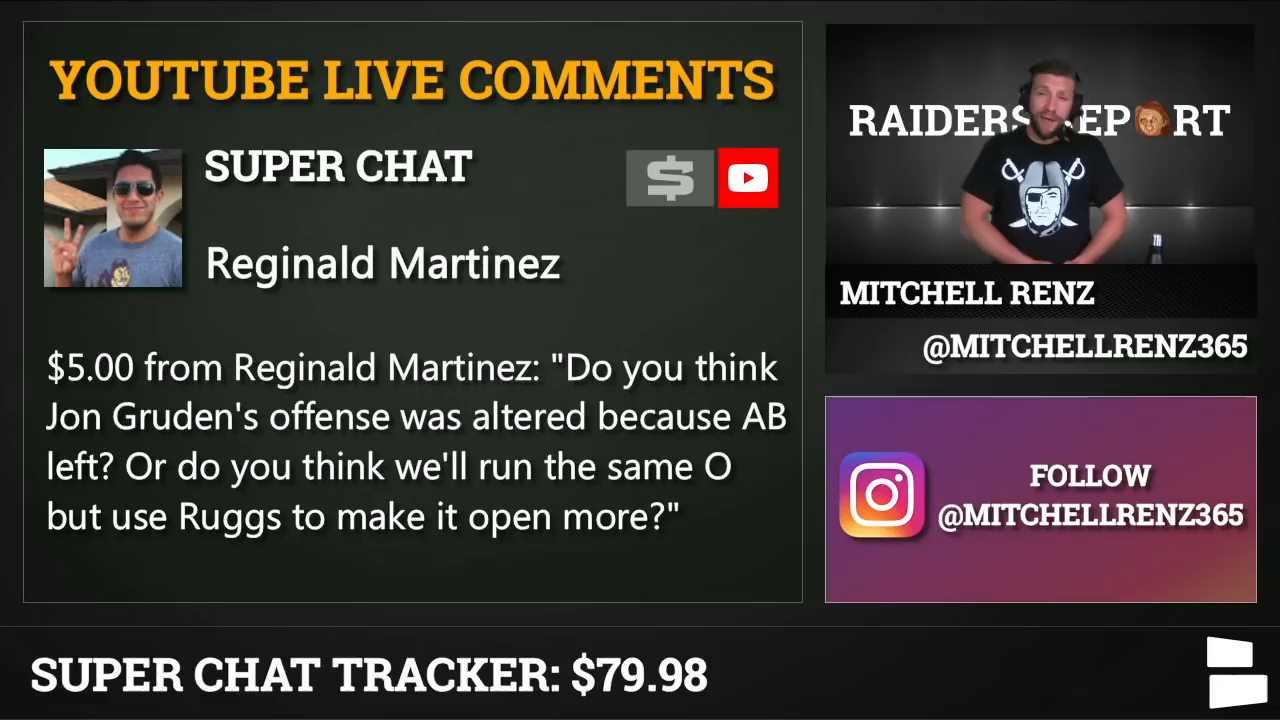 YOUTUBE LIVE COMMENTS
SUPER CHAT
Reginald Martinez
$5.00 from Reginald Martinez: "Do you think
Jon Gruden's offense was altered because AB
left? Or do you think we'll run the same O
but use Ruggs to make it open more?"
RAIDERS REPORT
MITCHELL RENZ
@MITCHELLRENZ365
FOLLOW
@MITCHELLRENZ365
SUPER CHAT TRACKER: $79.98